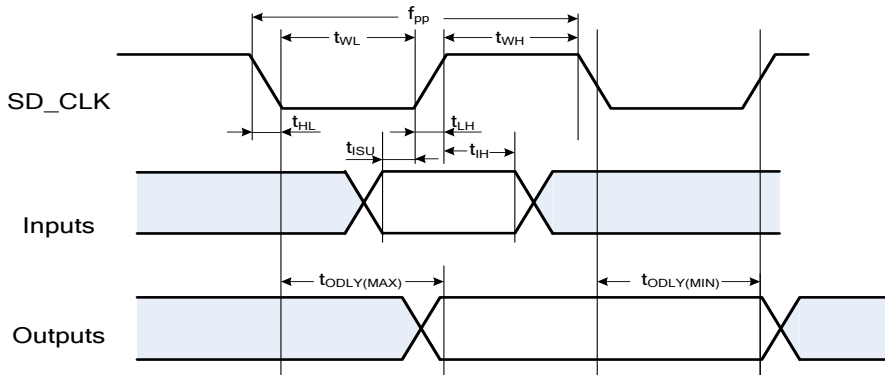 fpp
tWL
tWH
SD_CLK
tHL
tLH
tISU
tIH
Inputs
tODLY(MAX)
tODLY(MIN)
Outputs